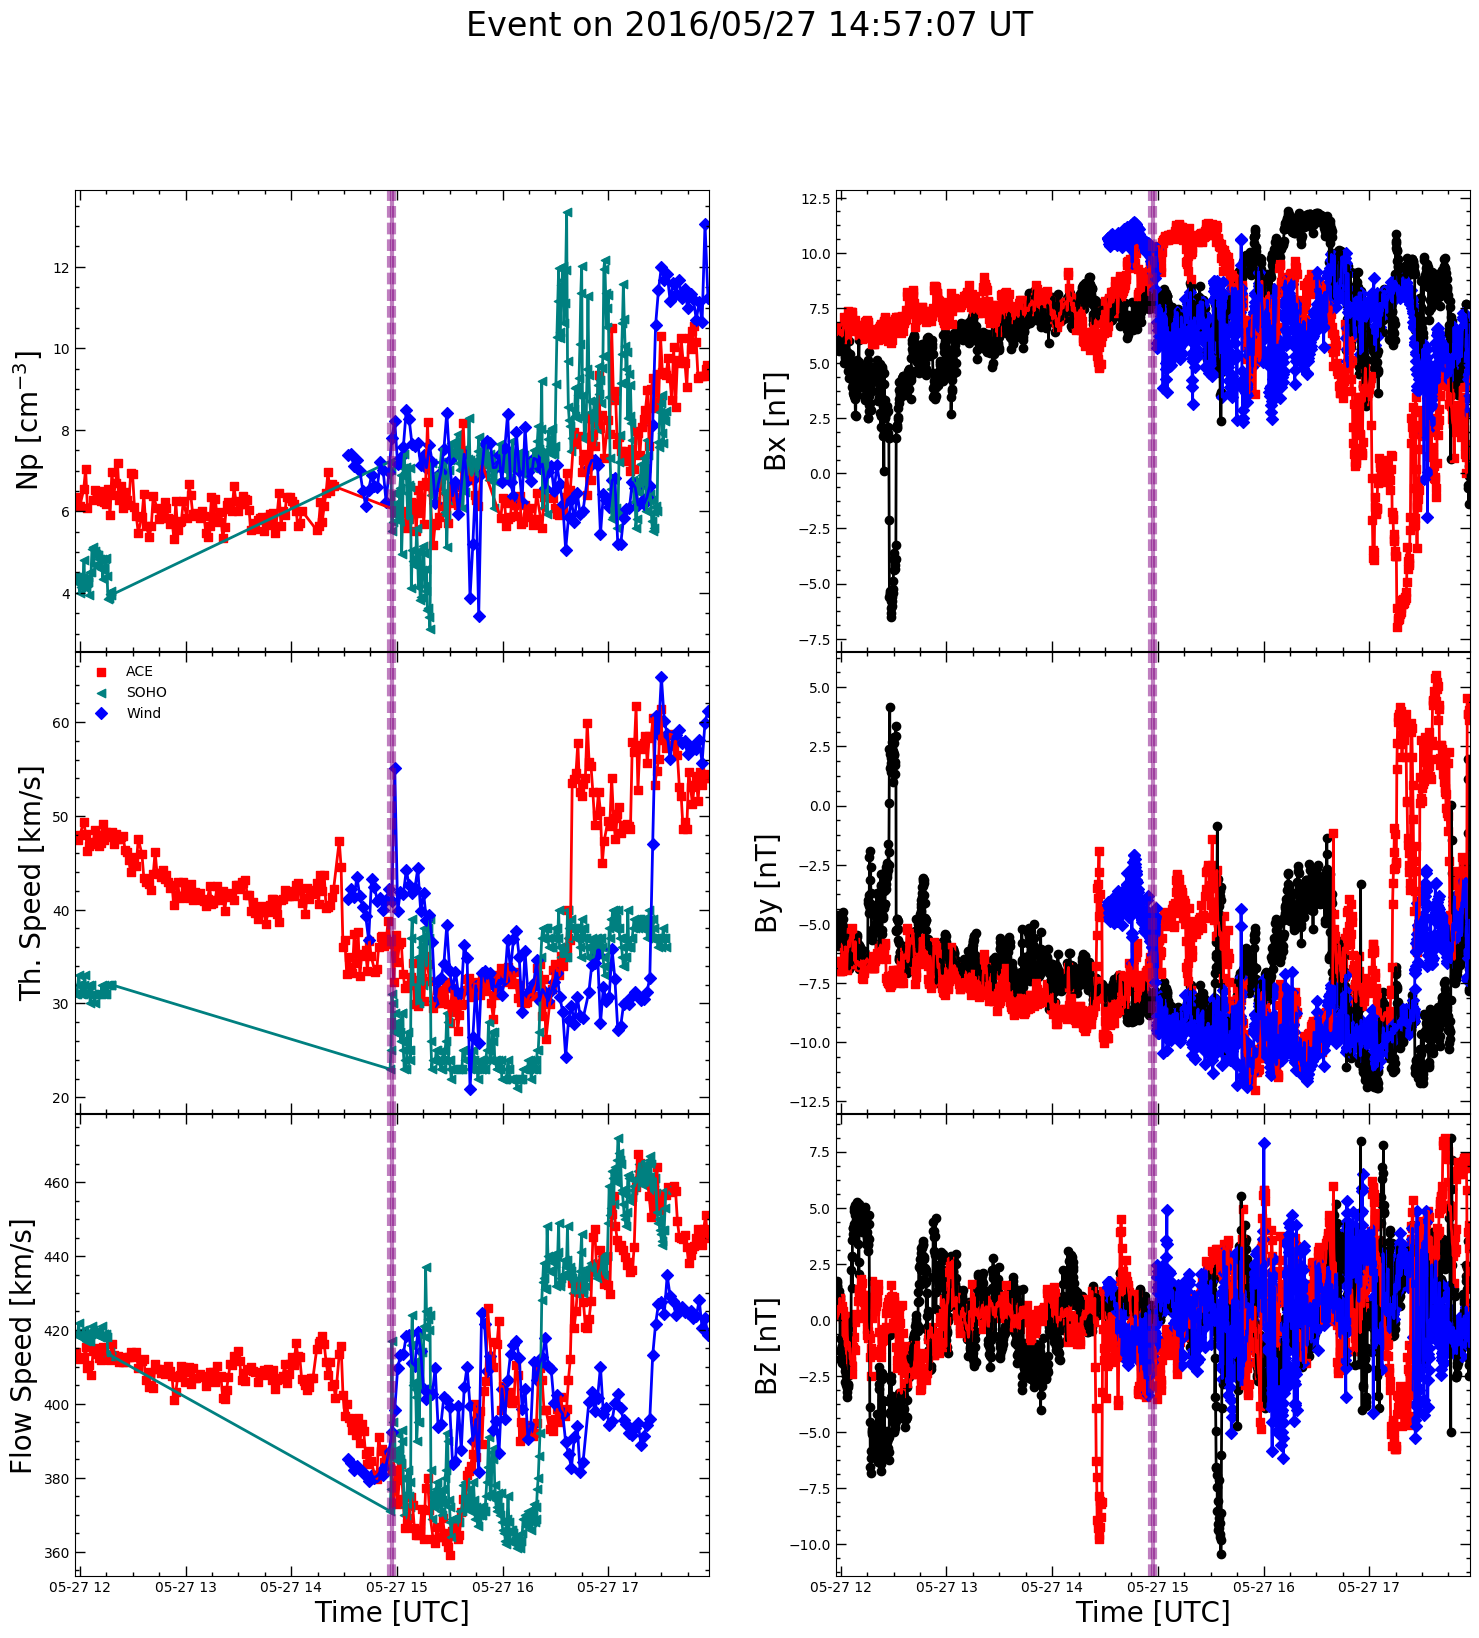 Event on 2016/05/27 14:57:07 UT
Np [cm⁻³]
12
10
8
6
4
Th. Speed [km/s]
ACE
SOHO
Wind
60
50
40
30
20
Flow Speed [km/s]
460
440
420
400
380
360
05-27 12 05-27 13 05-27 14 05-27 15 05-27 16 05-27 17
Time [UTC]
Bx [nT]
12.5
10.0
7.5
5.0
2.5
0.0
−2.5
−5.0
−7.5
By [nT]
5.0
2.5
0.0
−2.5
−5.0
−7.5
−10.0
−12.5
Bz [nT]
7.5
5.0
2.5
0.0
−2.5
−5.0
−7.5
−10.0
05-27 12 05-27 13 05-27 14 05-27 15 05-27 16 05-27 17
Time [UTC]